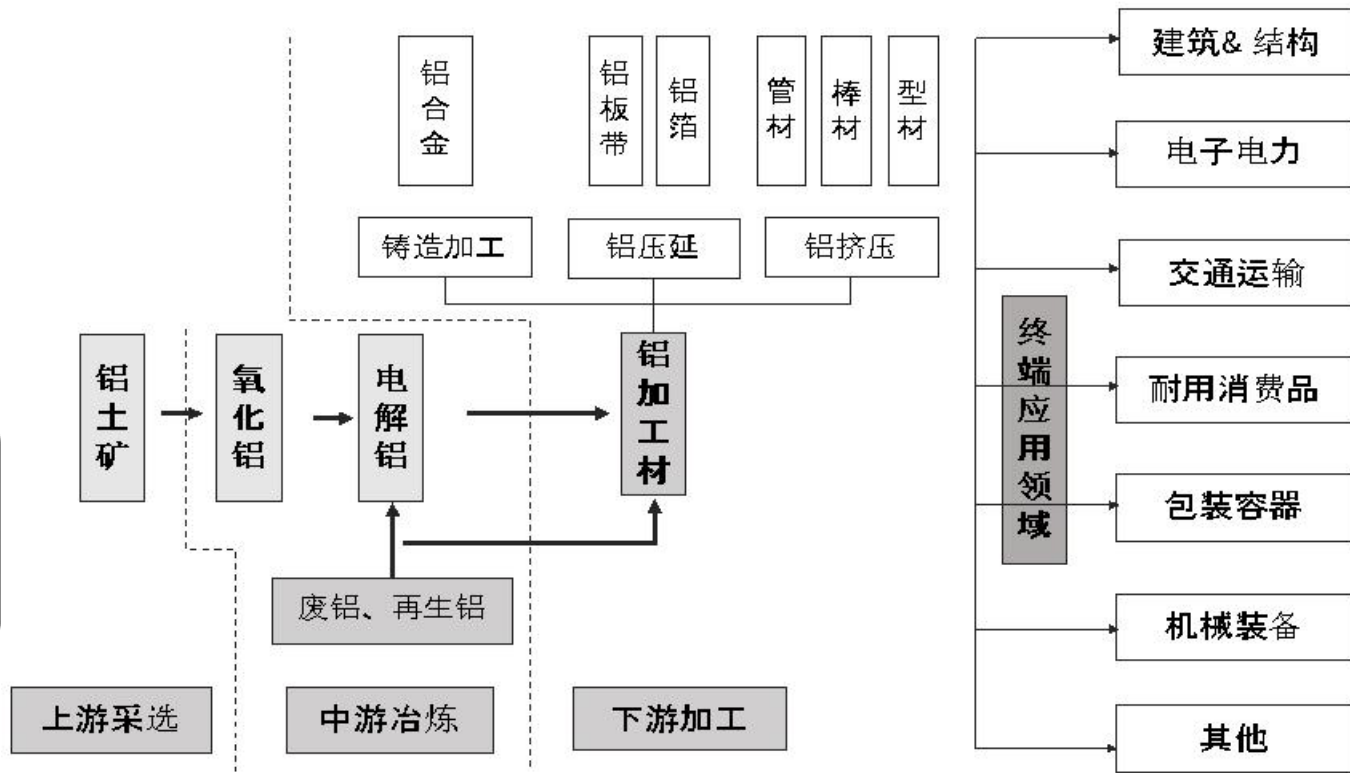 铝合金
铝板带
铝箔
管材
棒材
型材
铸造加工
铝压延
铝挤压
铝土矿
氧化铝
电解铝
铝加工材
废铝、再生铝
上游采选
中游冶炼
下游加工
终端应用领域
建筑& 结构
电子电力
交通运输
耐用消费品
包装容器
机械装备
其他